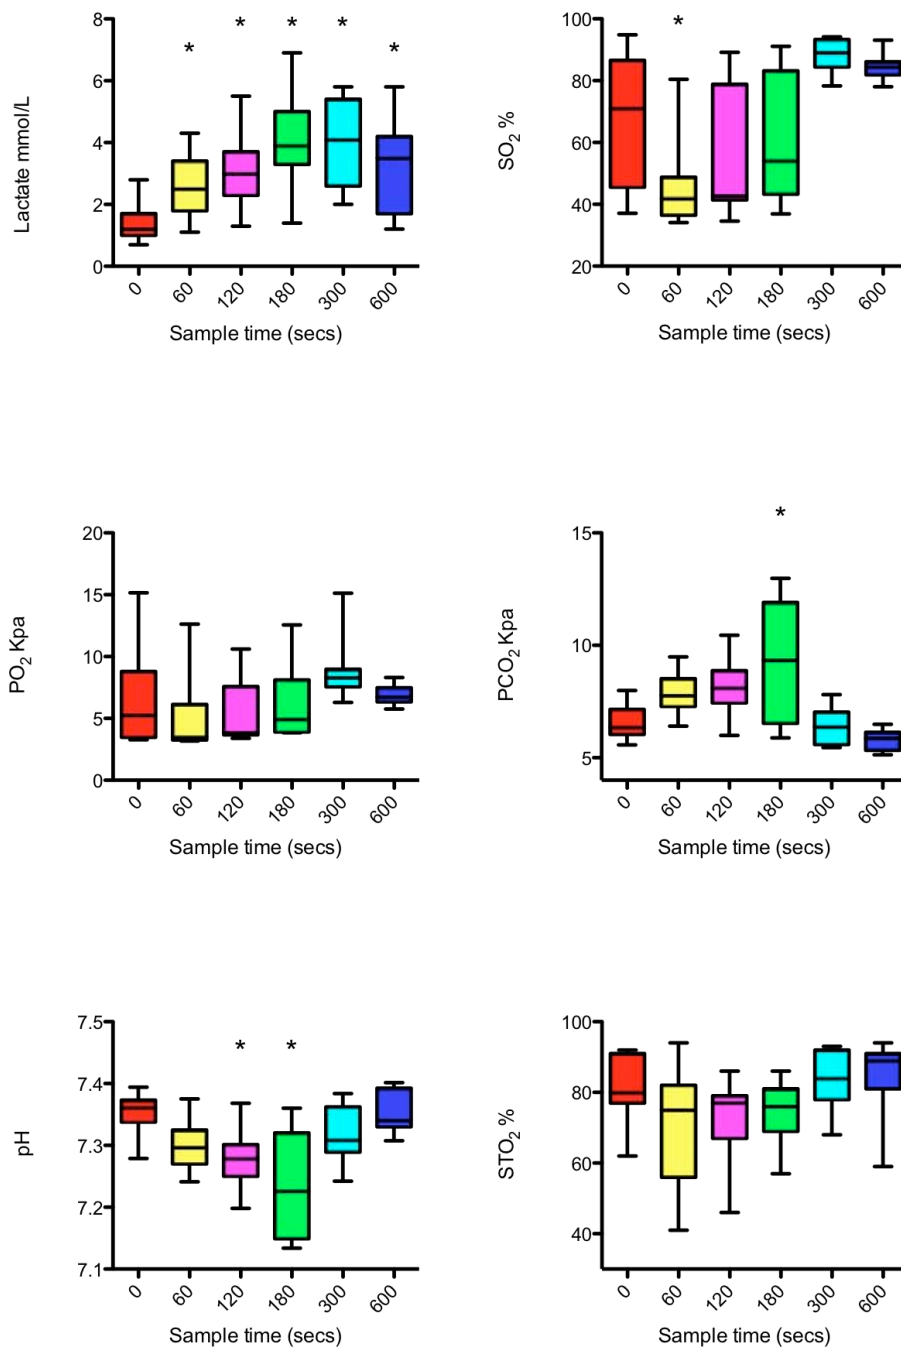 8
6
4
2
0
Lactate mmol/L
* * * * *
0 60 120 180 300 600
Sample time (secs)
100
80
60
40
20
SO2 %
*
0 60 120 180 300 600
Sample time (secs)
20
15
10
5
0
PO2 Kpa
0 60 120 180 300 600
Sample time (secs)
15
10
5
PCO2 Kpa
*
0 60 120 180 300 600
Sample time (secs)
7.5
7.4
7.3
7.2
7.1
pH
* *
0 60 120 180 300 600
Sample time (secs)
100
80
60
40
STO2 %
0 60 120 180 300 600
Sample time (secs)